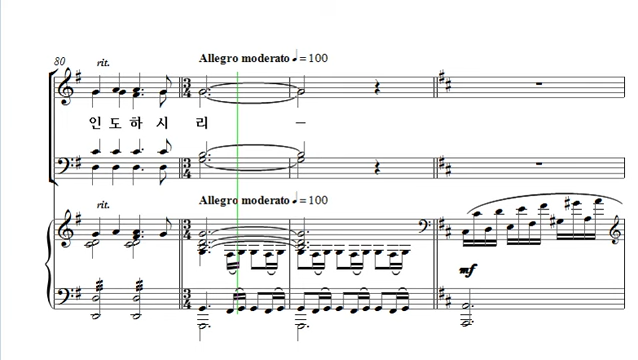 80
rit.
Allegro moderato ♩=100
인 도 하 시 리 –
rit.
Allegro moderato ♩=100
mf